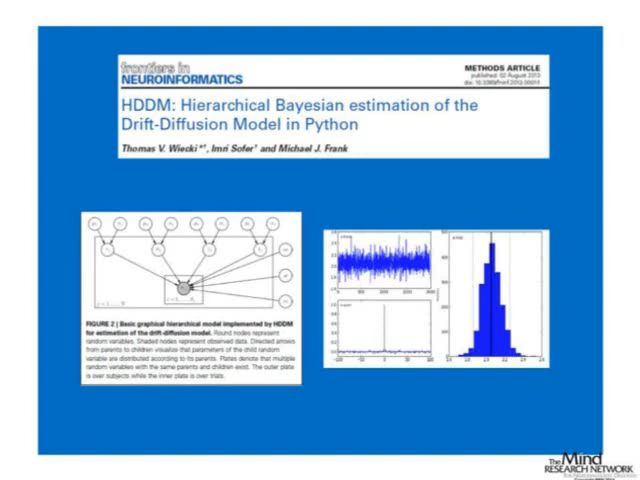 frontiers in
NEUROINFORMATICS
METHODS ARTICLE
published: 02 August 2013
HDDM: Hierarchical Bayesian estimation of the
Drift-Diffusion Model in Python
Thomas V. Wiecki*†, Imri Sofer† and Michael J. Frank
FIGURE 2 | Basic graphical hierarchical model implemented by HDDM
for estimation of the drift-diffusion model. Round nodes represent
random variables. Shaded nodes represent observed data. Directed arrows
from parents to children visualize that parameters of the child random
variable are distributed according to its parents. Plates denote that multiple
random variables with the same parents and children exist. The outer plate
is over subjects while the inner plate is over trials.
The Mind
RESEARCH NETWORK